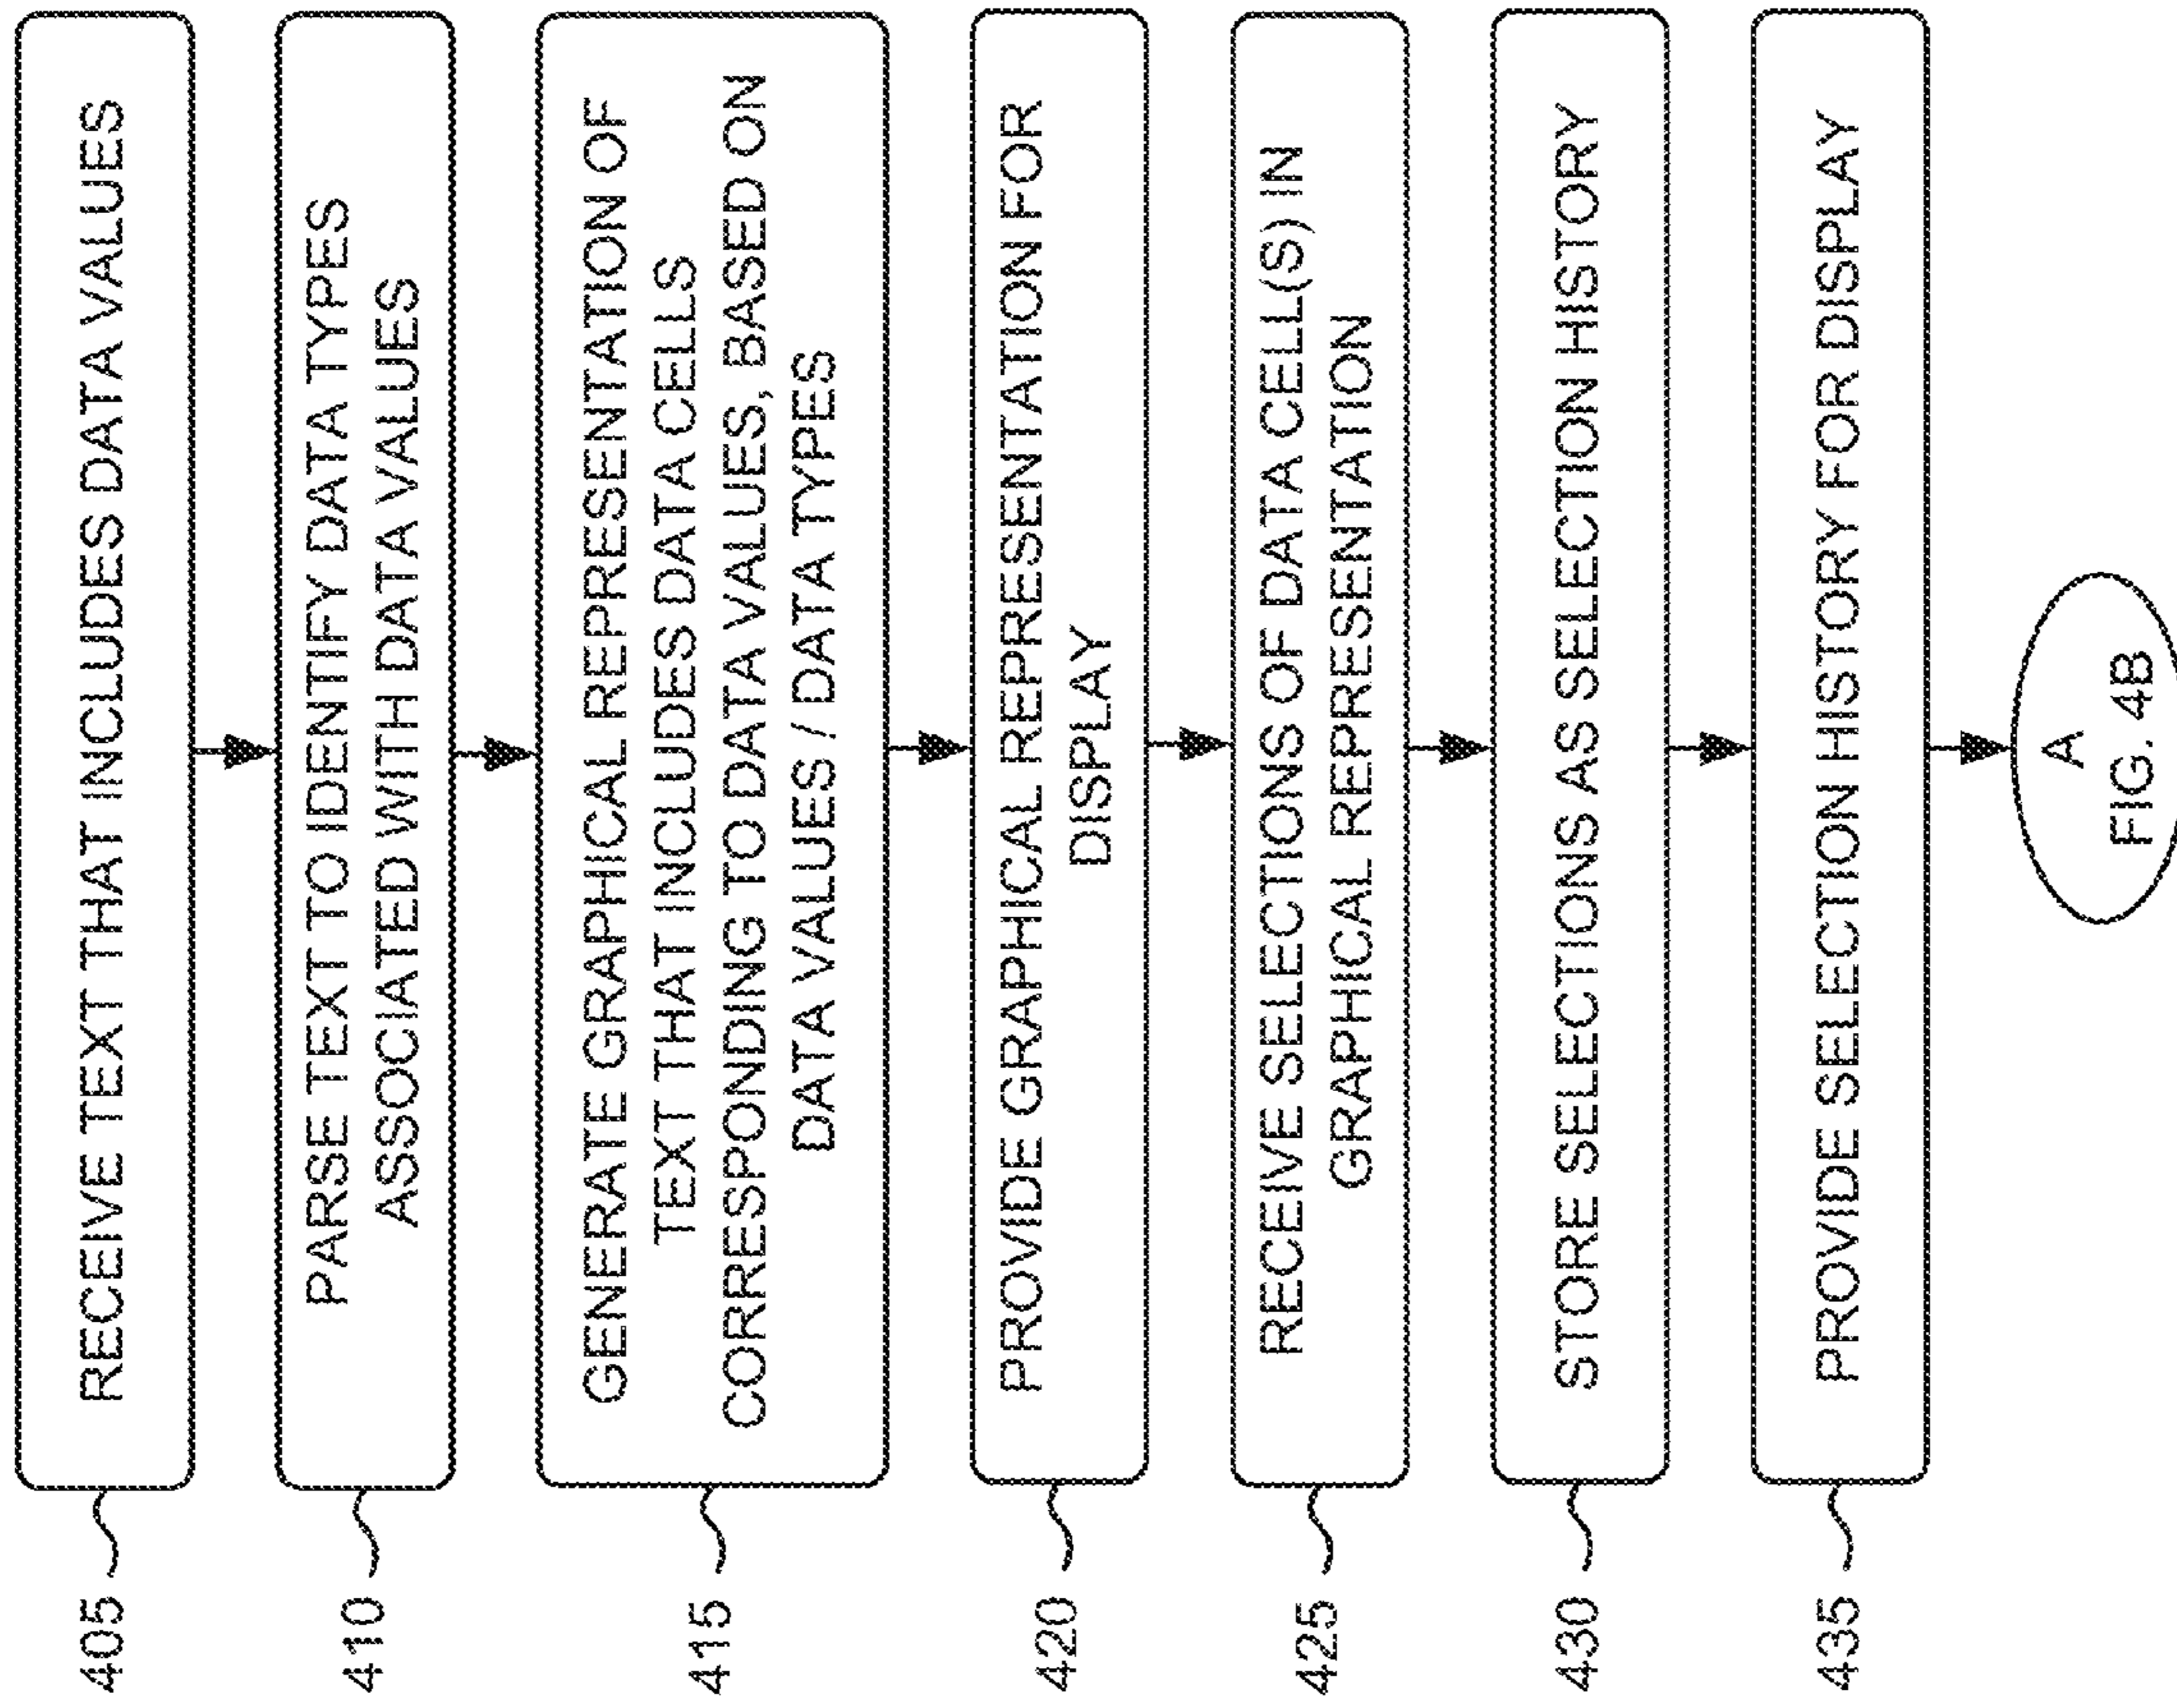 405
RECEIVE TEXT THAT INCLUDES DATA VALUES
410
PARSE TEXT TO IDENTIFY DATA TYPES
ASSOCIATED WITH DATA VALUES
415
GENERATE GRAPHICAL REPRESENTATION OF
TEXT THAT INCLUDES DATA CELLS
CORRESPONDING TO DATA VALUES, BASED ON
DATA VALUES / DATA TYPES
420
PROVIDE GRAPHICAL REPRESENTATION FOR
DISPLAY
425
RECEIVE SELECTIONS OF DATA CELL(S) IN
GRAPHICAL REPRESENTATION
430
STORE SELECTIONS AS SELECTION HISTORY
435
PROVIDE SELECTION HISTORY FOR DISPLAY
A
FIG. 4B